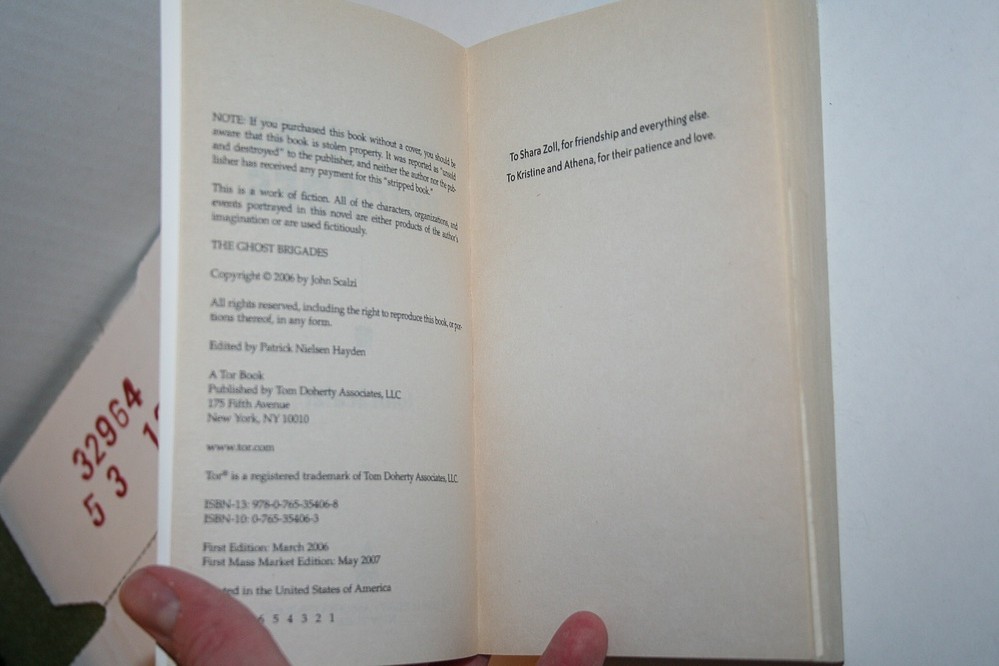 NOTE: If you purchased this book without a cover, you should be
aware that this book is stolen property. It was reported as "unsold
and destroyed" to the publisher, and neither the author nor the pub-
lisher has received any payment for this "stripped book."
This is a work of fiction. All of the characters, organizations, and
events portrayed in this novel are either products of the author's
imagination or are used fictitiously.
THE GHOST BRIGADES
Copyright © 2006 by John Scalzi
All rights reserved, including the right to reproduce this book, or por-
tions thereof, in any form.
Edited by Patrick Nielsen Hayden
A Tor Book
Published by Tom Doherty Associates, LLC
175 Fifth Avenue
New York, NY 10010
www.tor.com
Tor® is a registered trademark of Tom Doherty Associates, LLC.
ISBN-13: 978-0-765-35406-8
ISBN-10: 0-765-35406-3
First Edition: March 2006
First Mass Market Edition: May 2007
in the United States of America
6 5 4 3 2 1
To Shara Zoll, for friendship and everything else.
To Kristine and Athena, for their patience and love.
32964
53